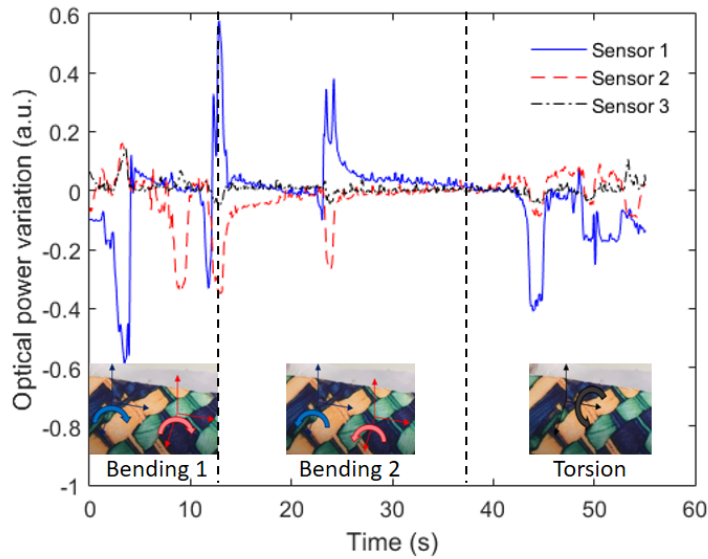 0.6
0.4
0.2
0
-0.2
-0.4
-0.6
-0.8
-1
Optical power variation (a.u.)
Sensor 1
Sensor 2
Sensor 3
Bending 1
Bending 2
Torsion
0 10 20 30 40 50 60
Time (s)